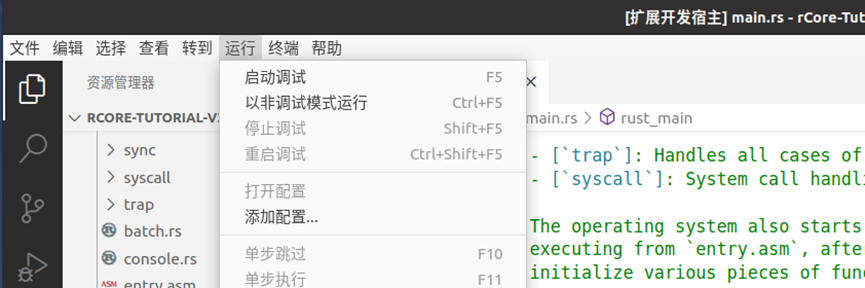 [扩展开发宿主] main.rs - rCore-Tut
文件 编辑 选择 查看 转到 运行 终端 帮助
资源管理器
RCORE-TUTORIAL-V
sync
syscall
trap
batch.rs
console.rs
ASM entry.asm
启动调试 F5
以非调试模式运行 Ctrl+F5
停止调试 Shift+F5
重启调试 Ctrl+Shift+F5
打开配置
添加配置...
单步跳过 F10
单步执行 F11
main.rs > rust_main
- [`trap`]: Handles all cases of
- [`syscall`]: System call handli
The operating system also starts
executing from `entry.asm`, after
initialize various pieces of func